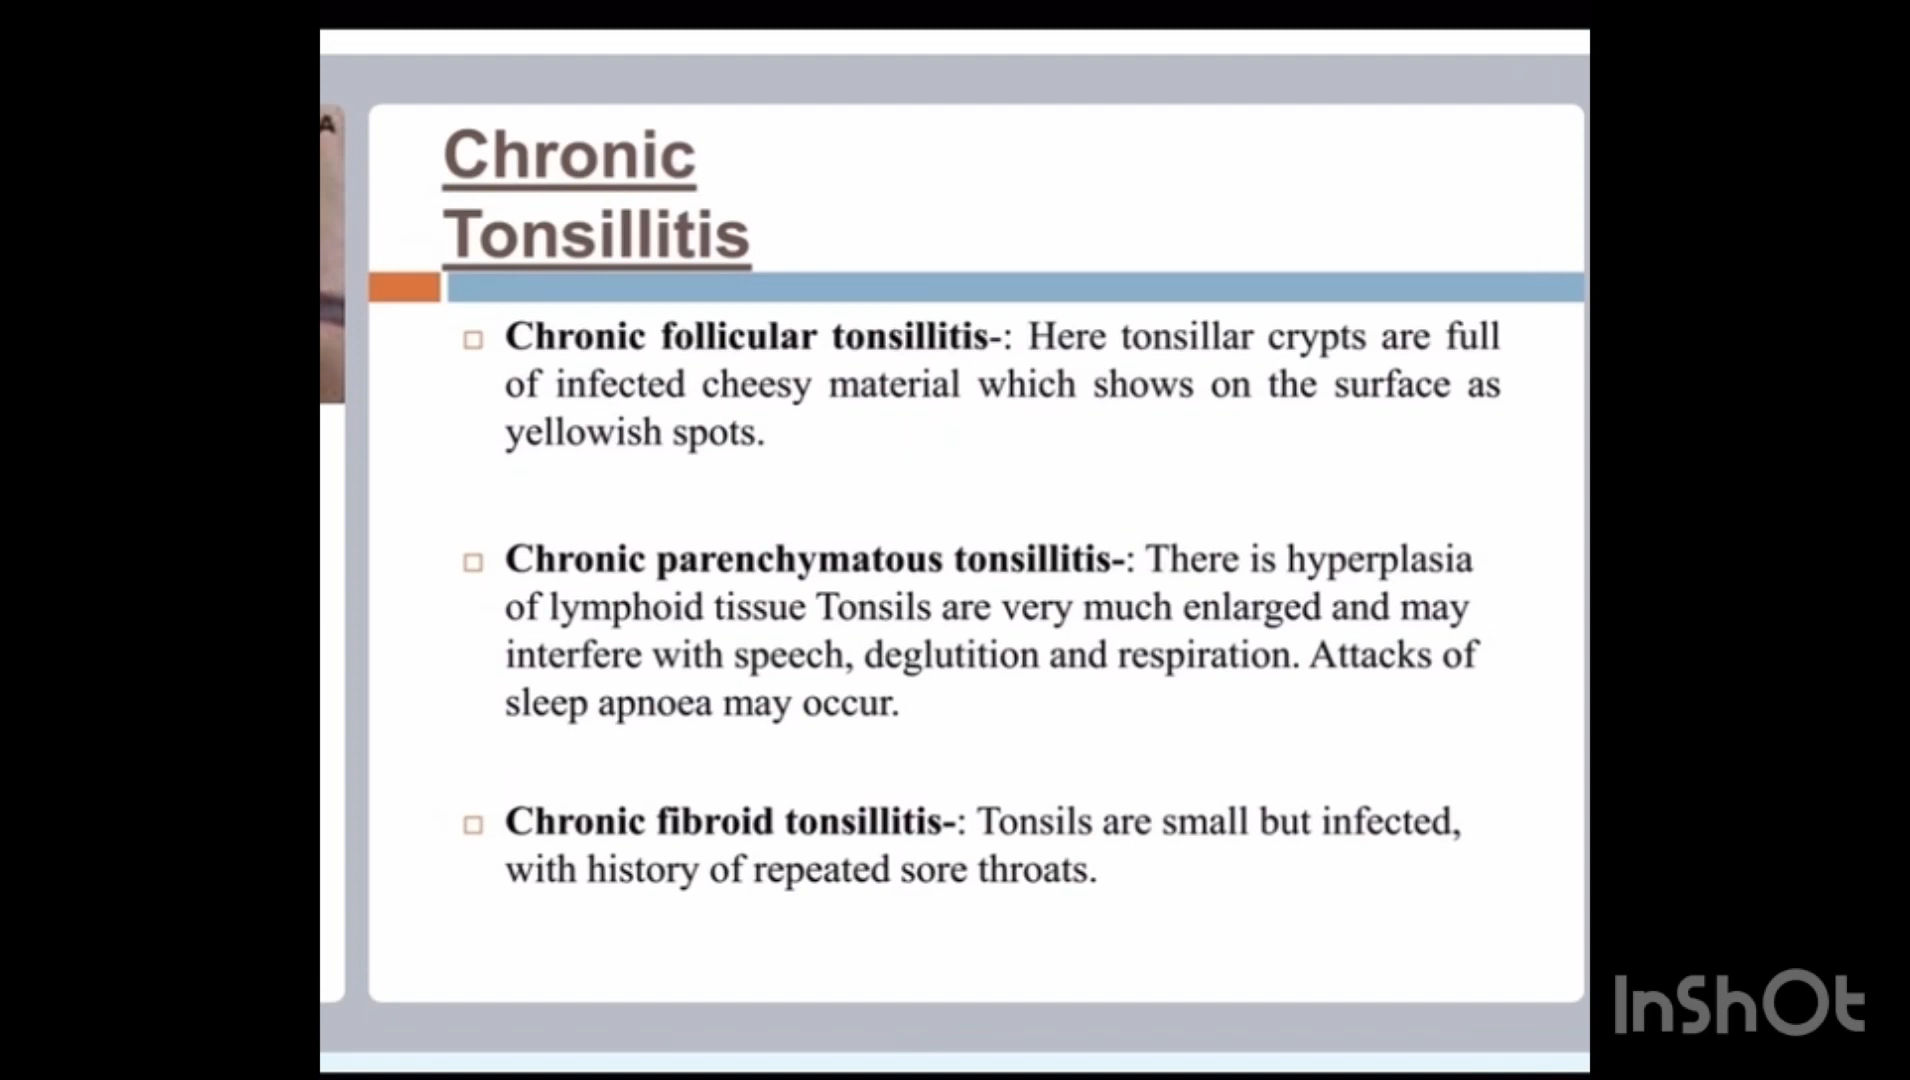 A
Chronic
Tonsillitis
Chronic follicular tonsillitis-: Here tonsillar crypts are full
of infected cheesy material which shows on the surface as
yellowish spots.
Chronic parenchymatous tonsillitis-: There is hyperplasia
of lymphoid tissue Tonsils are very much enlarged and may
interfere with speech, deglutition and respiration. Attacks of
sleep apnoea may occur.
Chronic fibroid tonsillitis-: Tonsils are small but infected,
with history of repeated sore throats.
InShOt